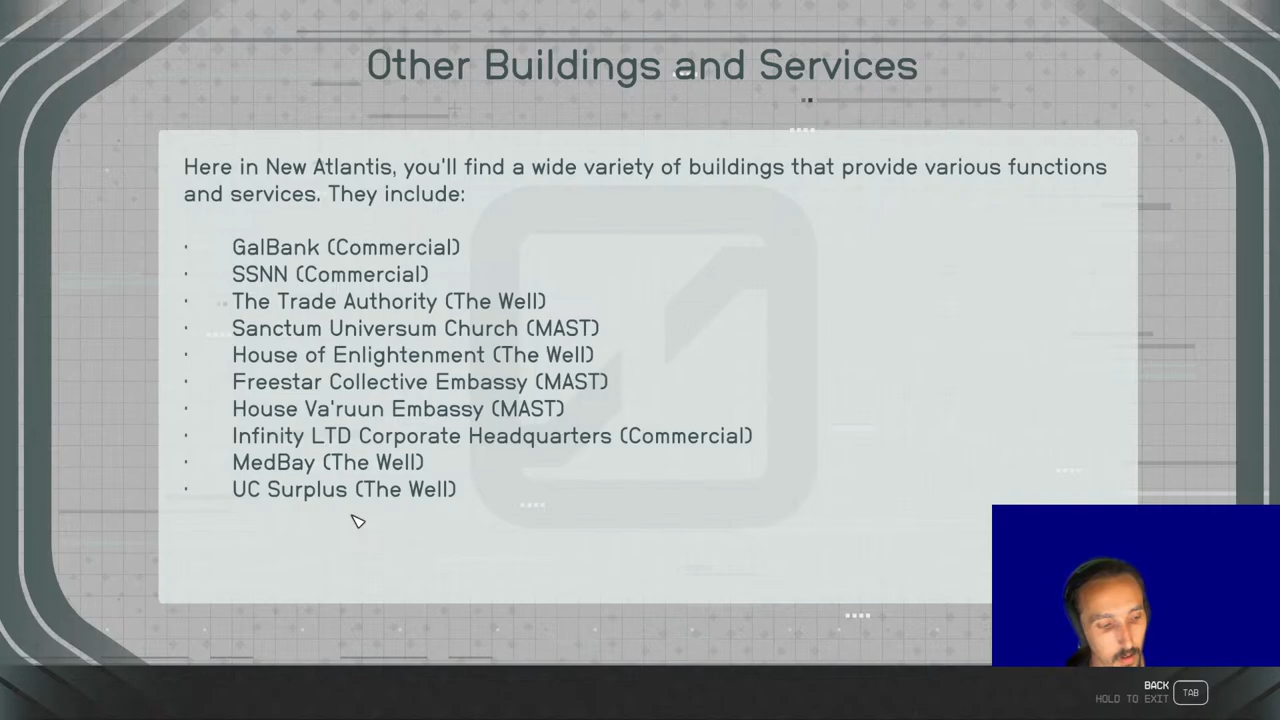 Other Buildings and Services
Here in New Atlantis, you'll find a wide variety of buildings that provide various functions
and services. They include:
· GalBank (Commercial)
· SSNN (Commercial)
· The Trade Authority (The Well)
· Sanctum Universum Church (MAST)
· House of Enlightenment (The Well)
· Freestar Collective Embassy (MAST)
· House Va'ruun Embassy (MAST)
· Infinity LTD Corporate Headquarters (Commercial)
· MedBay (The Well)
· UC Surplus (The Well)
BACK
HOLD TO EXIT TAB